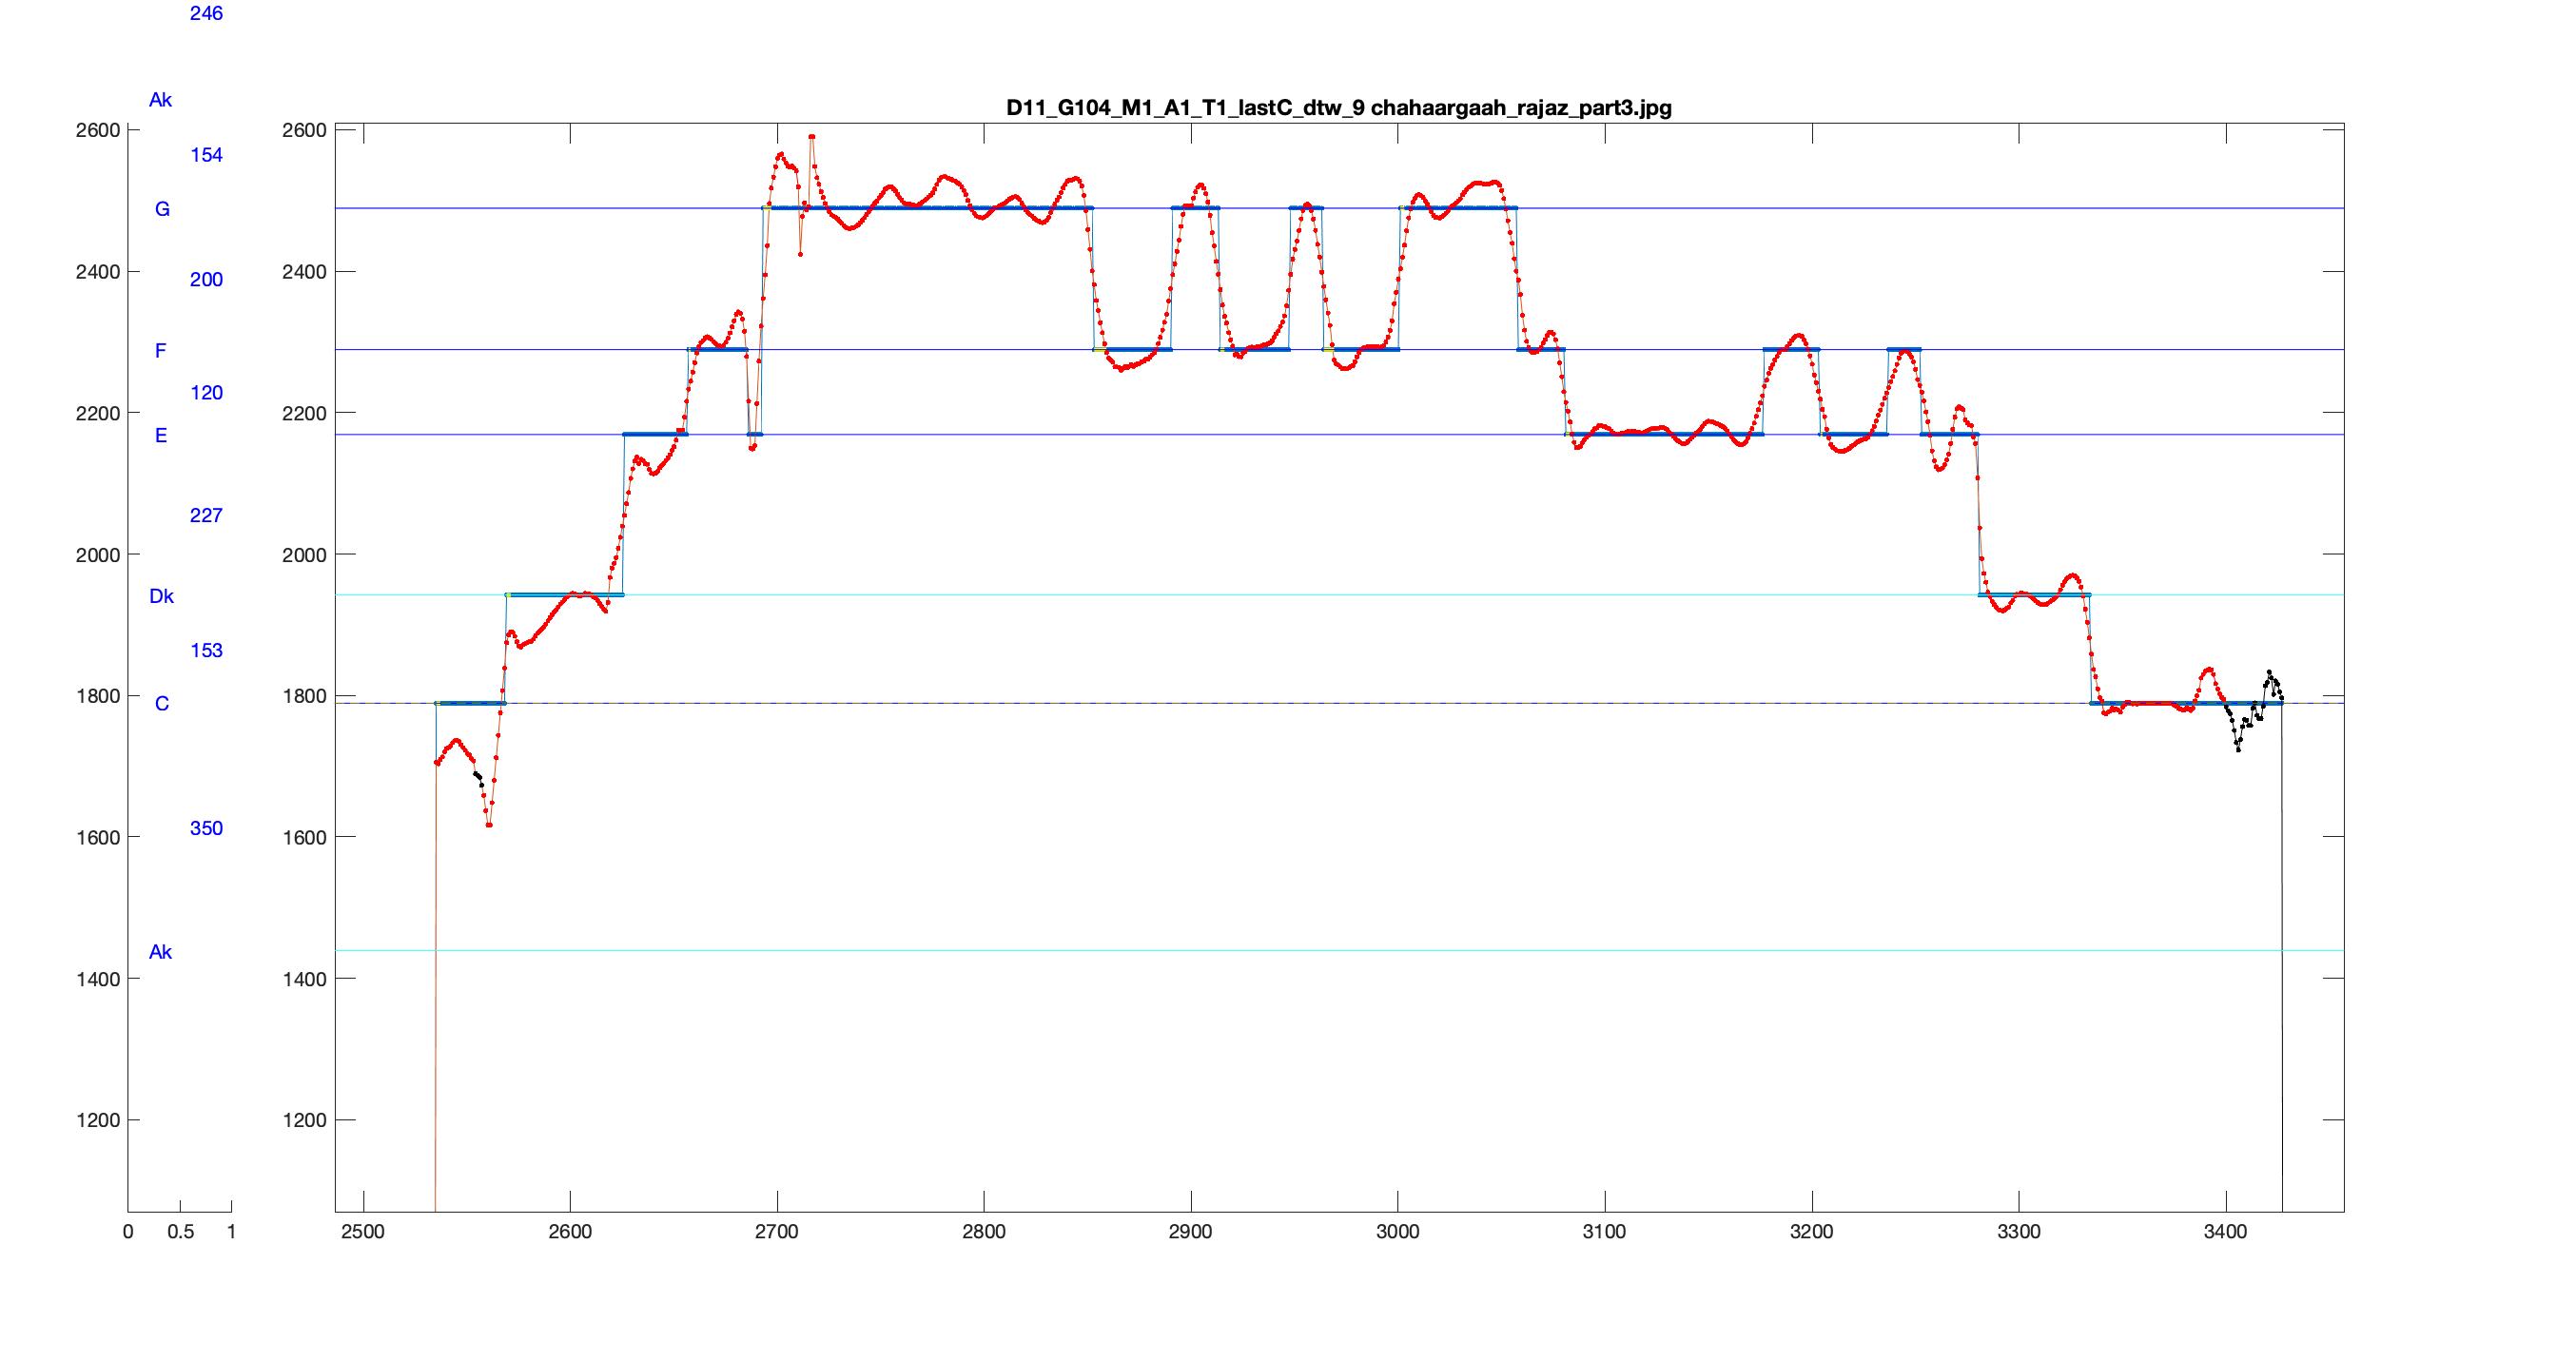 246
Ak
D11_G104_M1_A1_T1_lastC_dtw_9 chahaargaah_rajaz_part3.jpg
2600 2600
154
G
2400 2400
200
F
120
2200 2200
E
227
2000 2000
Dk
153
1800 1800
C
350
1600 1600
Ak
1400 1400
1200 1200
0 0.5 1 2500 2600 2700 2800 2900 3000 3100 3200 3300 3400